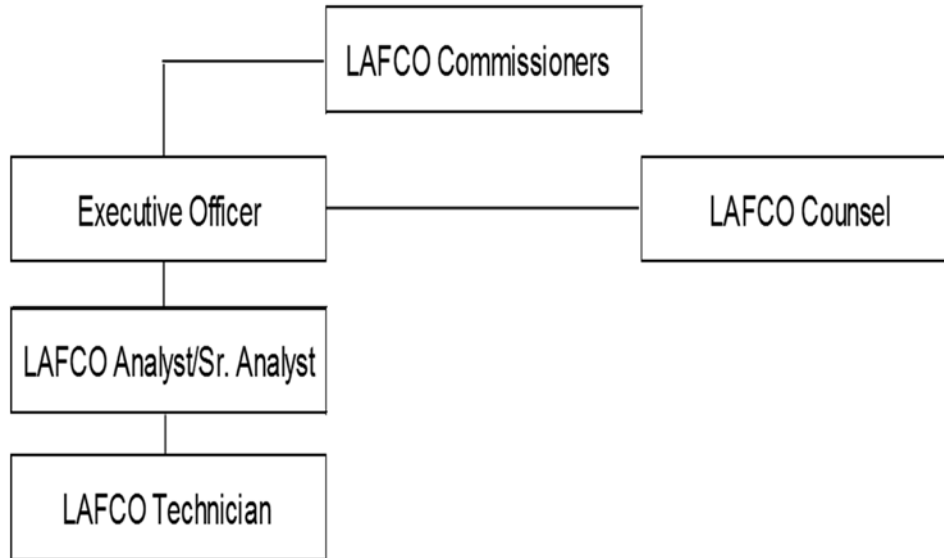 LAFCO Commissioners
Executive Officer
LAFCO Counsel
LAFCO Analyst/Sr. Analyst
LAFCO Technician